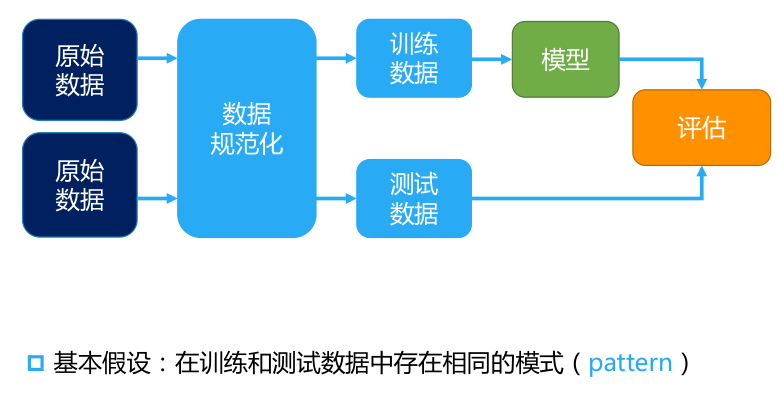 原始
数据
原始
数据
数据
规范化
训练
数据
测试
数据
模型
评估
基本假设：在训练和测试数据中存在相同的模式（pattern）